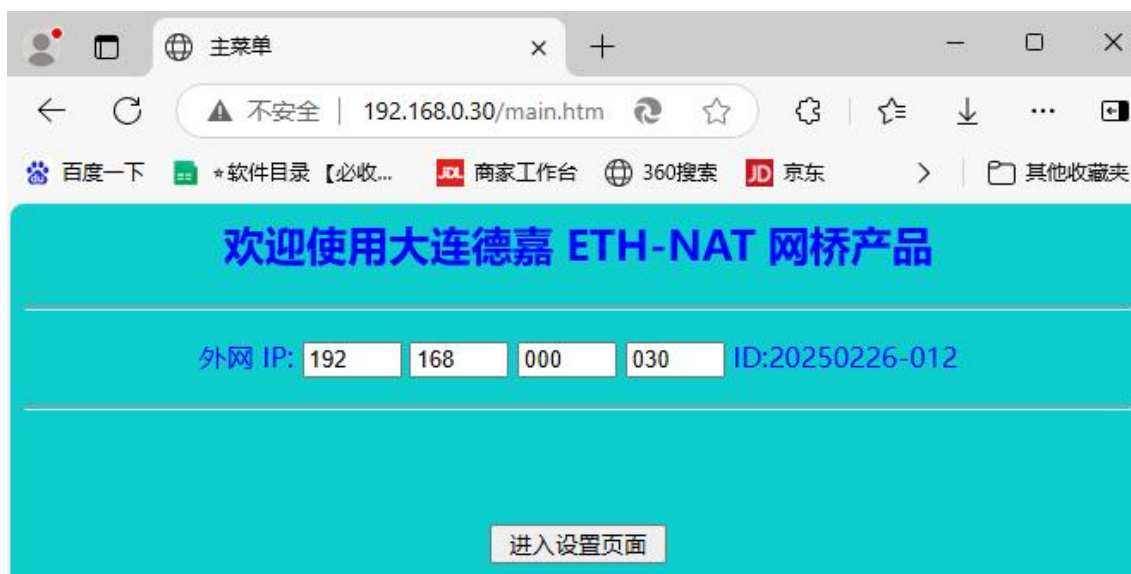 主菜单
不安全 192.168.0.30/main.htm
百度一下 *软件目录【必收... JDL 商家工作台 360搜索 JD 京东 其他收藏夹
欢迎使用大连德嘉 ETH-NAT 网桥产品
外网 IP: 192 168 000 030 ID:20250226-012
进入设置页面